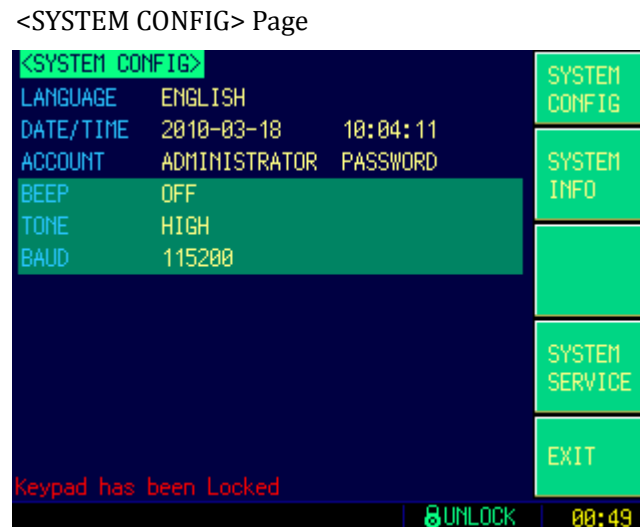 <SYSTEM CONFIG> Page
<SYSTEM CONFIG>
LANGUAGE ENGLISH
DATE/TIME 2010-03-18 10:04:11
ACCOUNT ADMINISTRATOR PASSWORD
BEEP OFF
TONE HIGH
BAUD 115200
Keypad has been Locked
SYSTEM
CONFIG
SYSTEM
INFO
SYSTEM
SERVICE
EXIT
UNLOCK 00:49